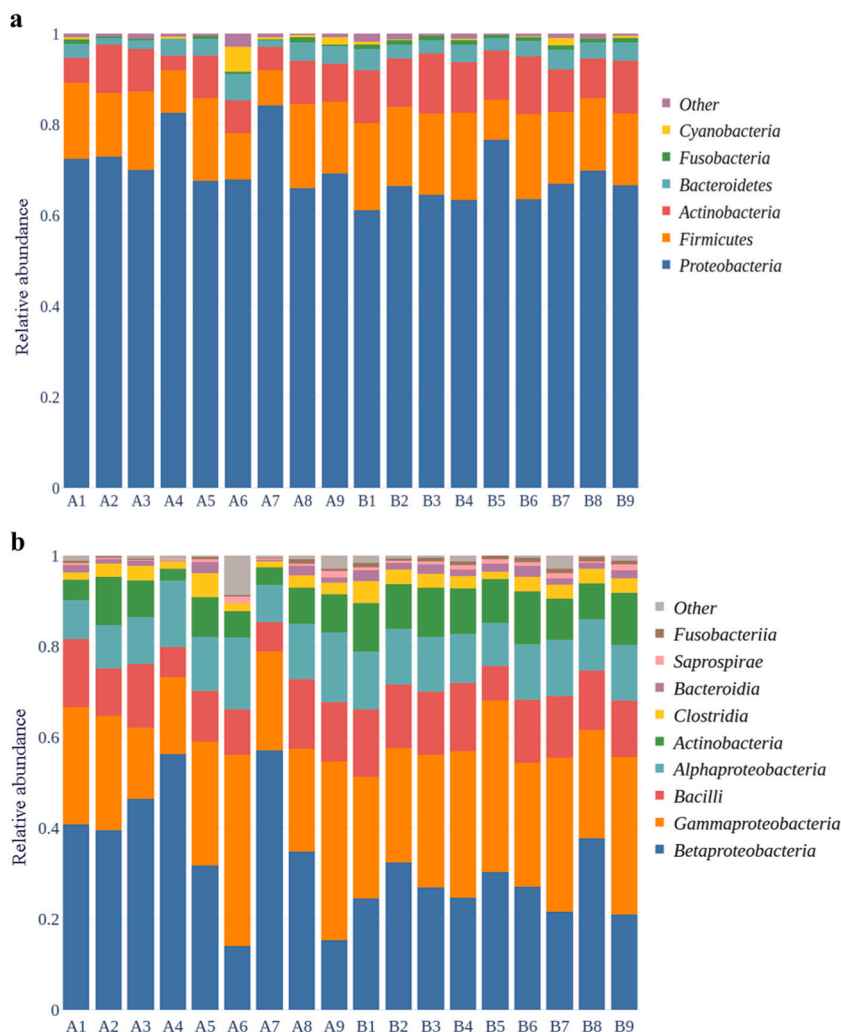 a
Relative abundance
1
0.8
0.6
0.4
0.2
0
A1 A2 A3 A4 A5 A6 A7 A8 A9 B1 B2 B3 B4 B5 B6 B7 B8 B9
Other
Cyanobacteria
Fusobacteria
Bacteroidetes
Actinobacteria
Firmicutes
Proteobacteria
b
Relative abundance
1
0.8
0.6
0.4
0.2
0
A1 A2 A3 A4 A5 A6 A7 A8 A9 B1 B2 B3 B4 B5 B6 B7 B8 B9
Other
Fusobacteriia
Saprospirae
Bacteroidia
Clostridia
Actinobacteria
Alphaproteobacteria
Bacilli
Gammaproteobacteria
Betaproteobacteria